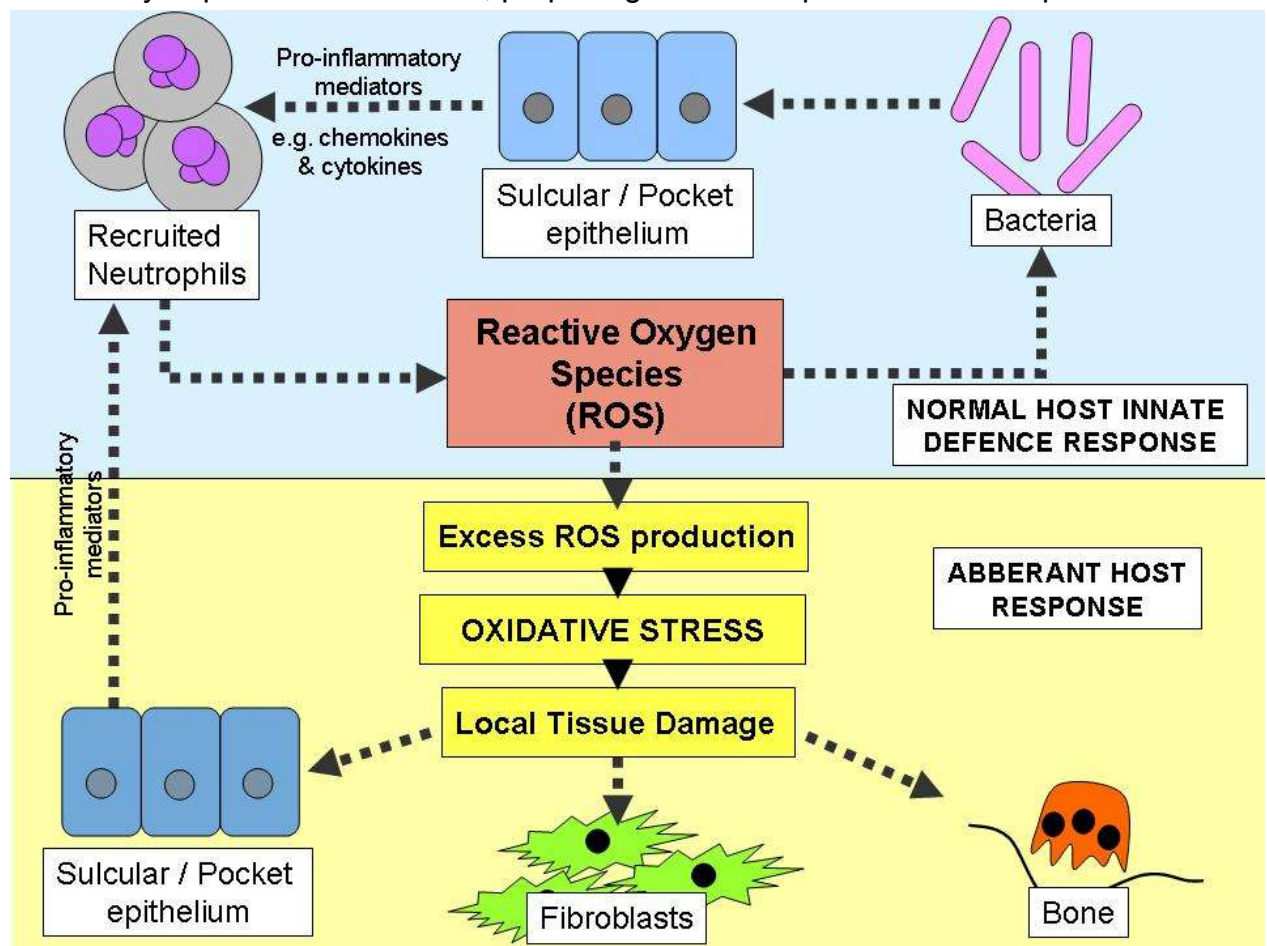 Pro-inflammatory
mediators
e.g. chemokines
& cytokines
Sulcular / Pocket
epithelium
Bacteria
Recruited
Neutrophils
Reactive Oxygen
Species
(ROS)
NORMAL HOST INNATE
DEFENCE RESPONSE
Pro-inflammatory
mediators
Excess ROS production
ABBERANT HOST
RESPONSE
OXIDATIVE STRESS
Local Tissue Damage
Sulcular / Pocket
epithelium
Fibroblasts
Bone